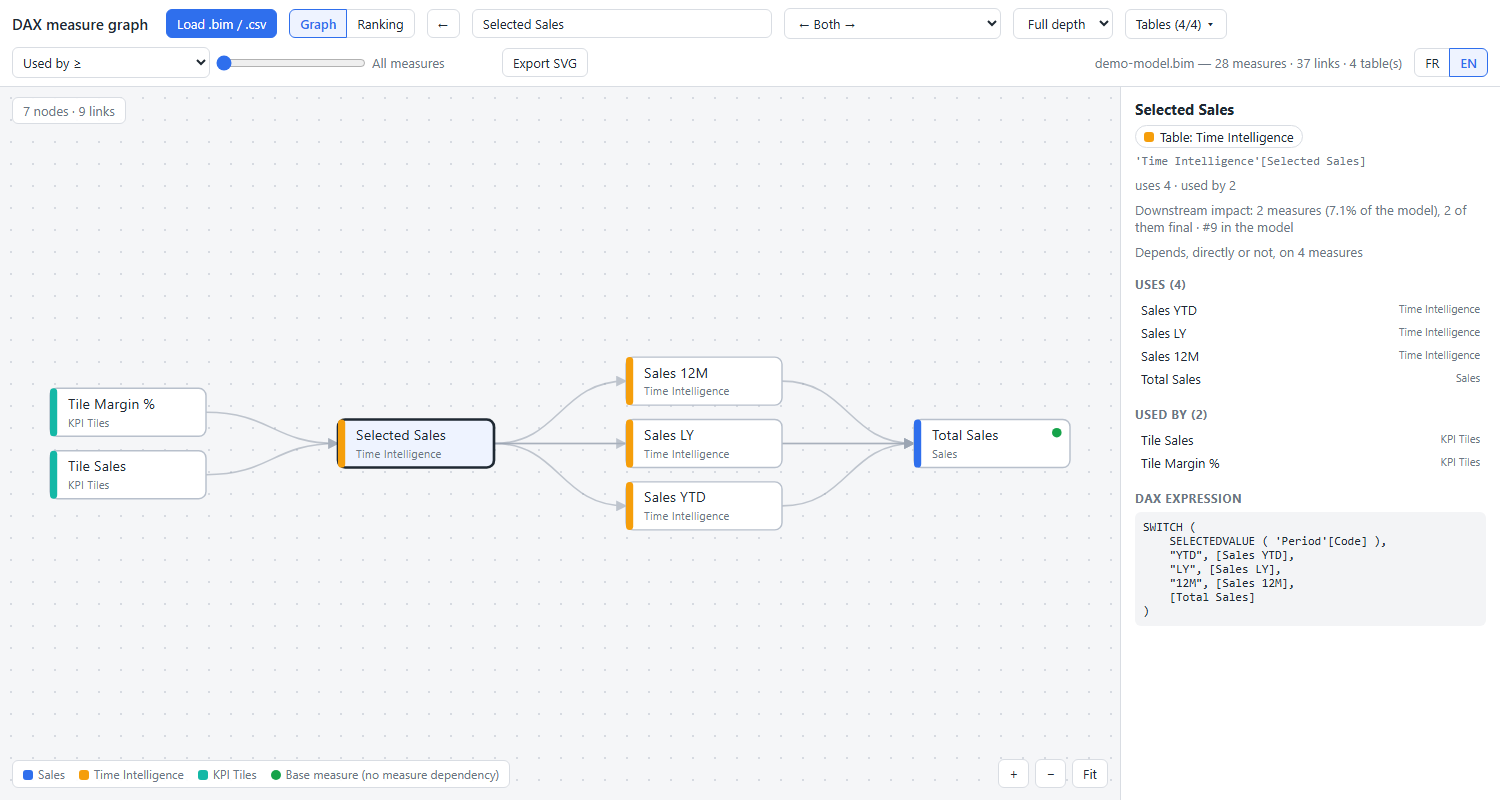 DAX measure graph
Load .bim / .csv
Graph
Ranking
←
Selected Sales
← Both →
Full depth
Tables (4/4) ▾
Used by ≥
All measures
Export SVG
demo-model.bim — 28 measures · 37 links · 4 table(s)
FR
EN
7 nodes · 9 links
Tile Margin %
KPI Tiles
Tile Sales
KPI Tiles
Selected Sales
Time Intelligence
Sales 12M
Time Intelligence
Sales LY
Time Intelligence
Sales YTD
Time Intelligence
Total Sales
Sales
Sales
Time Intelligence
KPI Tiles
Base measure (no measure dependency)
+
−
Fit
Selected Sales
Table: Time Intelligence
'Time Intelligence'[Selected Sales]
uses 4 · used by 2
Downstream impact: 2 measures (7.1% of the model), 2 of
them final · #9 in the model
Depends, directly or not, on 4 measures
USES (4)
Sales YTD Time Intelligence
Sales LY Time Intelligence
Sales 12M Time Intelligence
Total Sales Sales
USED BY (2)
Tile Sales KPI Tiles
Tile Margin % KPI Tiles
DAX EXPRESSION
SWITCH (
    SELECTEDVALUE ( 'Period'[Code] ),
    "YTD", [Sales YTD],
    "LY", [Sales LY],
    "12M", [Sales 12M],
    [Total Sales]
)